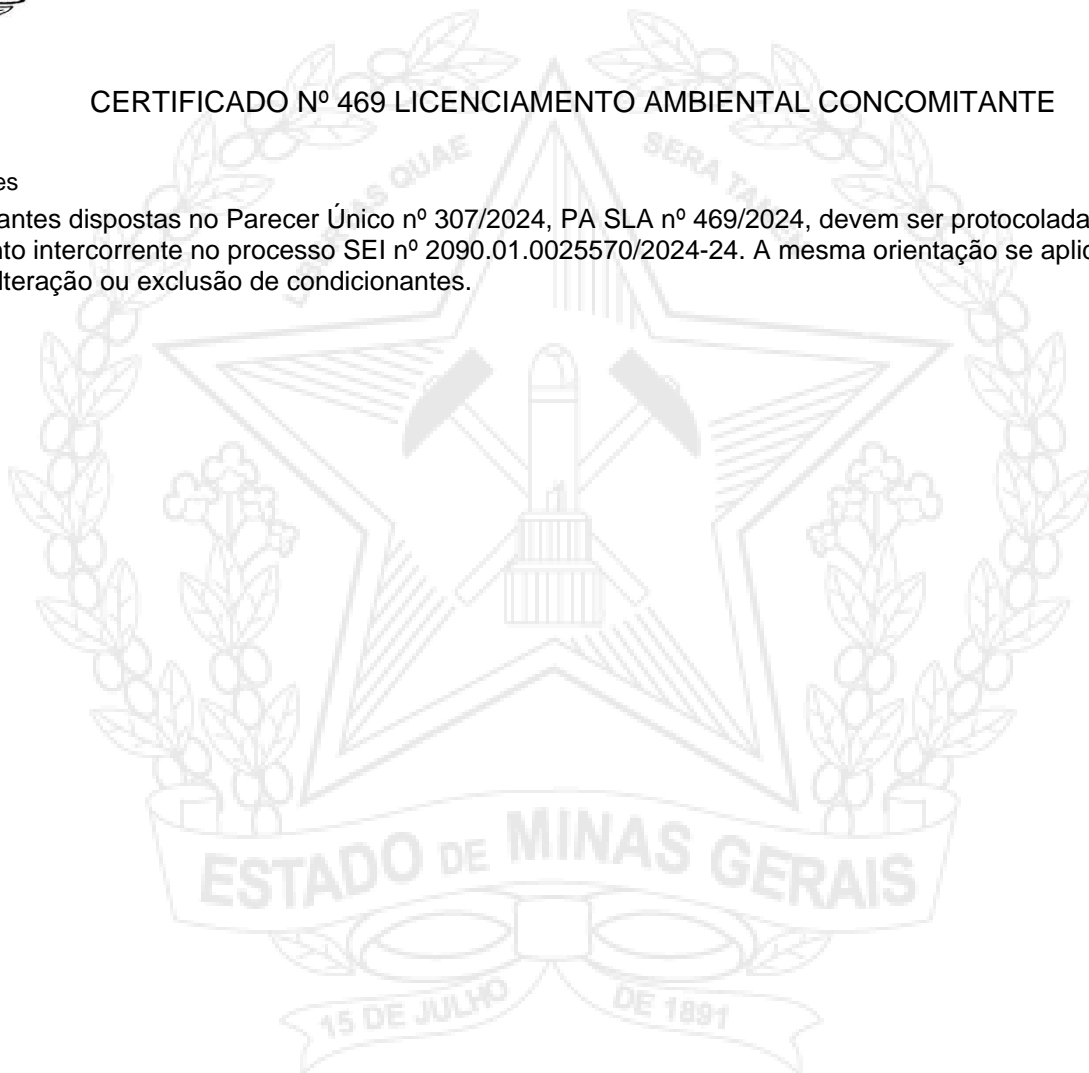 CERTIFICADO Nº 469 LICENCIAMENTO AMBIENTAL CONCOMITANTE
es
antes dispostas no Parecer Único nº 307/2024, PA SLA nº 469/2024, devem ser protocolada
nto intercorrente no processo SEI nº 2090.01.0025570/2024-24. A mesma orientação se aplic
lteração ou exclusão de condicionantes.
QUAE SERA
ESTADO DE MINAS GERAIS
15 DE JULHO DE 1891